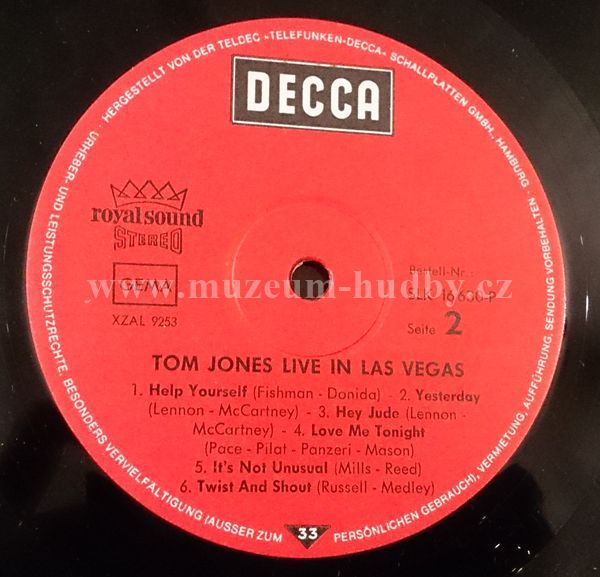 URHEBER- UND LEISTUNGSSCHUTZRECHTE. · HERGESTELLT VON DER TELDEC »TELEFUNKEN-DECCA« SCHALLPLATTEN GMBH., HAMBURG ·
DECCA
royal sound
STEREO
GEMA
XZAL 9253
Bestell-Nr.:
SLK 16 630-P
Seite 2
www.muzeum-hudby.cz
TOM JONES LIVE IN LAS VEGAS
1. Help Yourself (Fishman - Donida) - 2. Yesterday
(Lennon - McCartney) - 3. Hey Jude (Lennon -
McCartney) - 4. Love Me Tonight
(Pace - Pilat - Panzeri - Mason)
5. It's Not Unusual (Mills - Reed)
6. Twist And Shout (Russell - Medley)
BESONDERS VERVIELFÄLTIGUNG (AUSSER ZUM
33
PERSÖNLICHEN GEBRAUCH), VERMIETUNG, AUFFÜHRUNG, SENDUNG VORBEHALTEN.